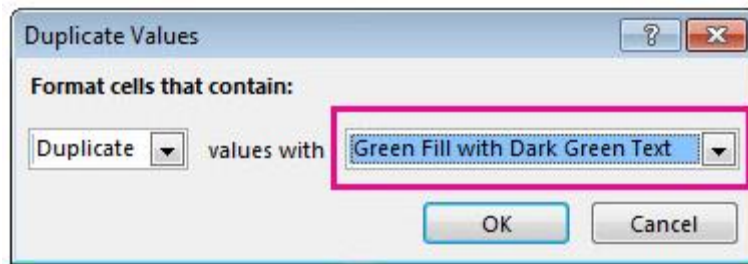 Duplicate Values
Format cells that contain:
Duplicate values with Green Fill with Dark Green Text
OK Cancel